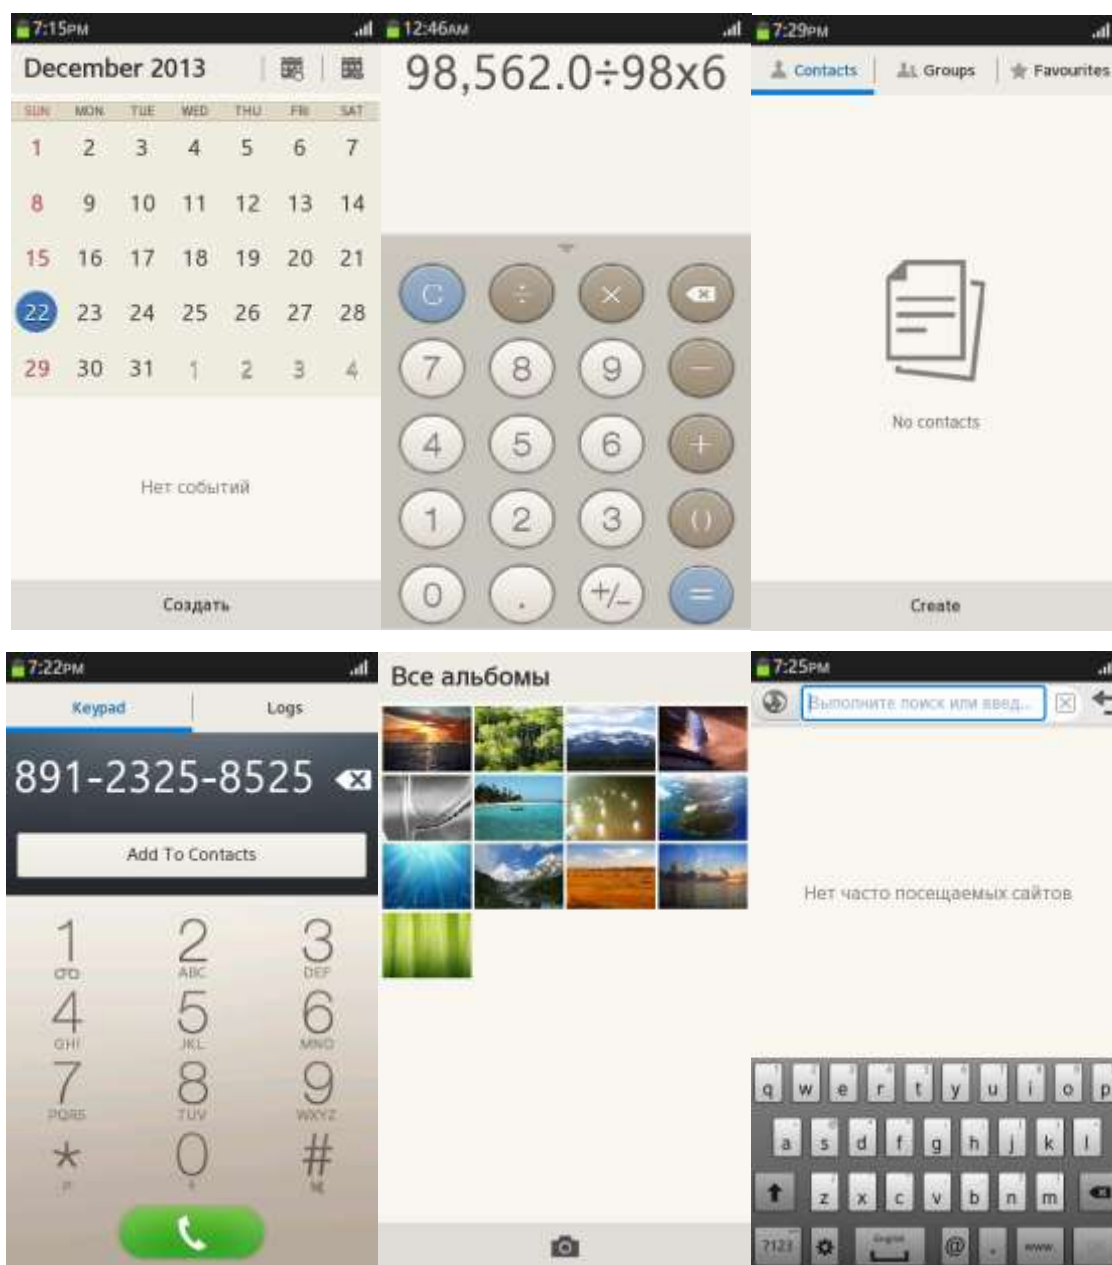 7:15PM
December 2013
SUN MON TUE WED THU FRI SAT
1 2 3 4 5 6 7
8 9 10 11 12 13 14
15 16 17 18 19 20 21
22 23 24 25 26 27 28
29 30 31 1 2 3 4
Нет событий
Создать
12:46AM
98,562.0÷98x6
C ÷ ×
7 8 9 −
4 5 6 +
1 2 3 ()
0 . +/− =
7:29PM
Contacts Groups Favourites
No contacts
Create
7:22PM
Keypad Logs
891-2325-8525
Add To Contacts
1 2 3
ABC DEF
4 5 6
GHI JKL MNO
7 8 9
PQRS TUV WXYZ
* 0 #
Все альбомы
7:25PM
Выполните поиск или введ...
Нет часто посещаемых сайтов
q w e r t y u i o p
a s d f g h j k l
z x c v b n m
?123 English @ . www.